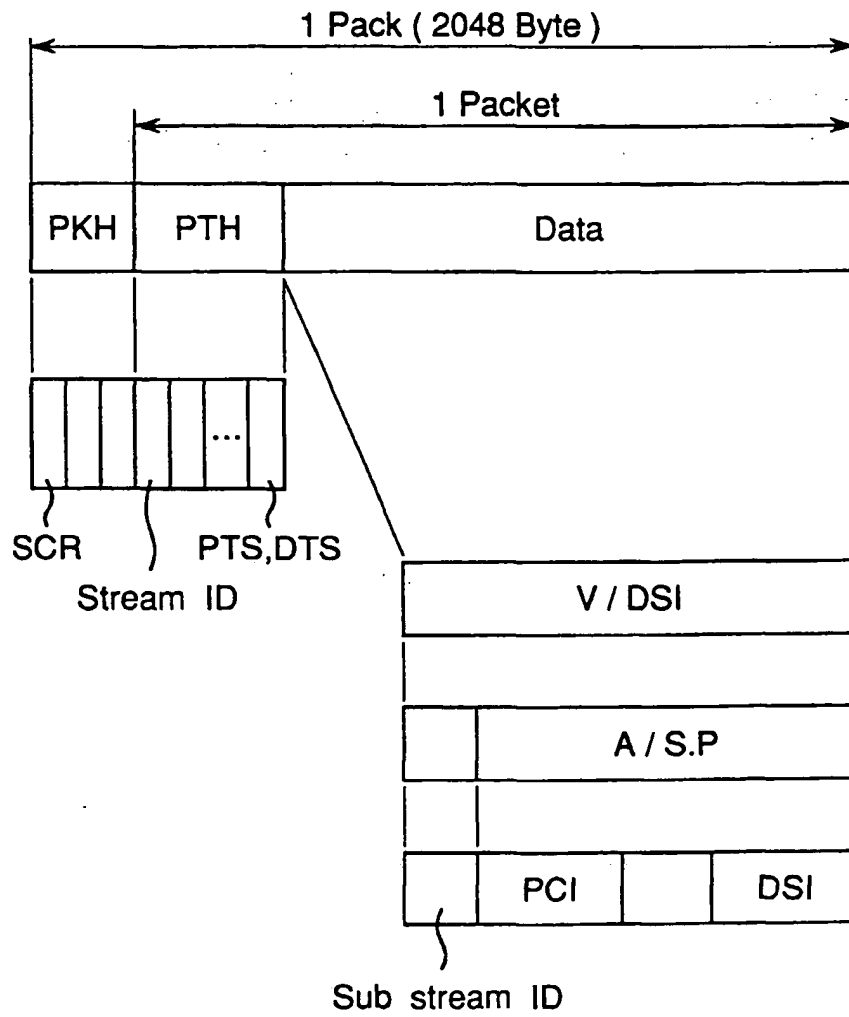 1 Pack ( 2048 Byte )
1 Packet
PKH PTH Data
...
SCR PTS,DTS
Stream ID
V / DSI
A / S.P
PCI DSI
Sub stream ID